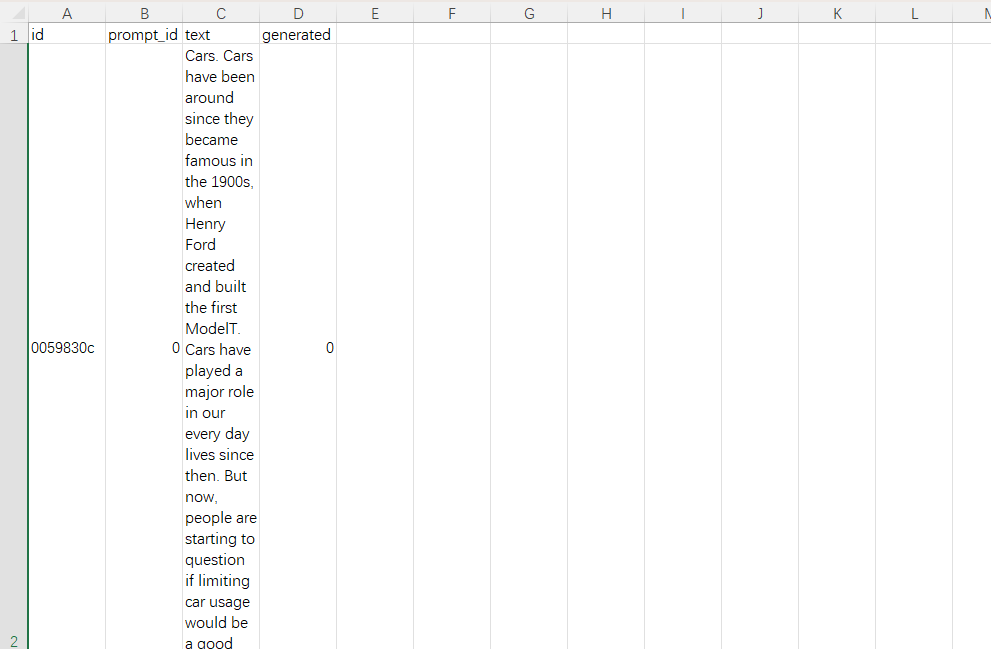 A B C D E F G H I J K L M
1 id prompt_id text generated
Cars. Cars
have been
around
since they
became
famous in
the 1900s,
when
Henry
Ford
created
and built
the first
ModelT.
0059830c 0 Cars have 0
played a
major role
in our
every day
lives since
then. But
now,
people are
starting to
question
if limiting
car usage
would be
2 a good